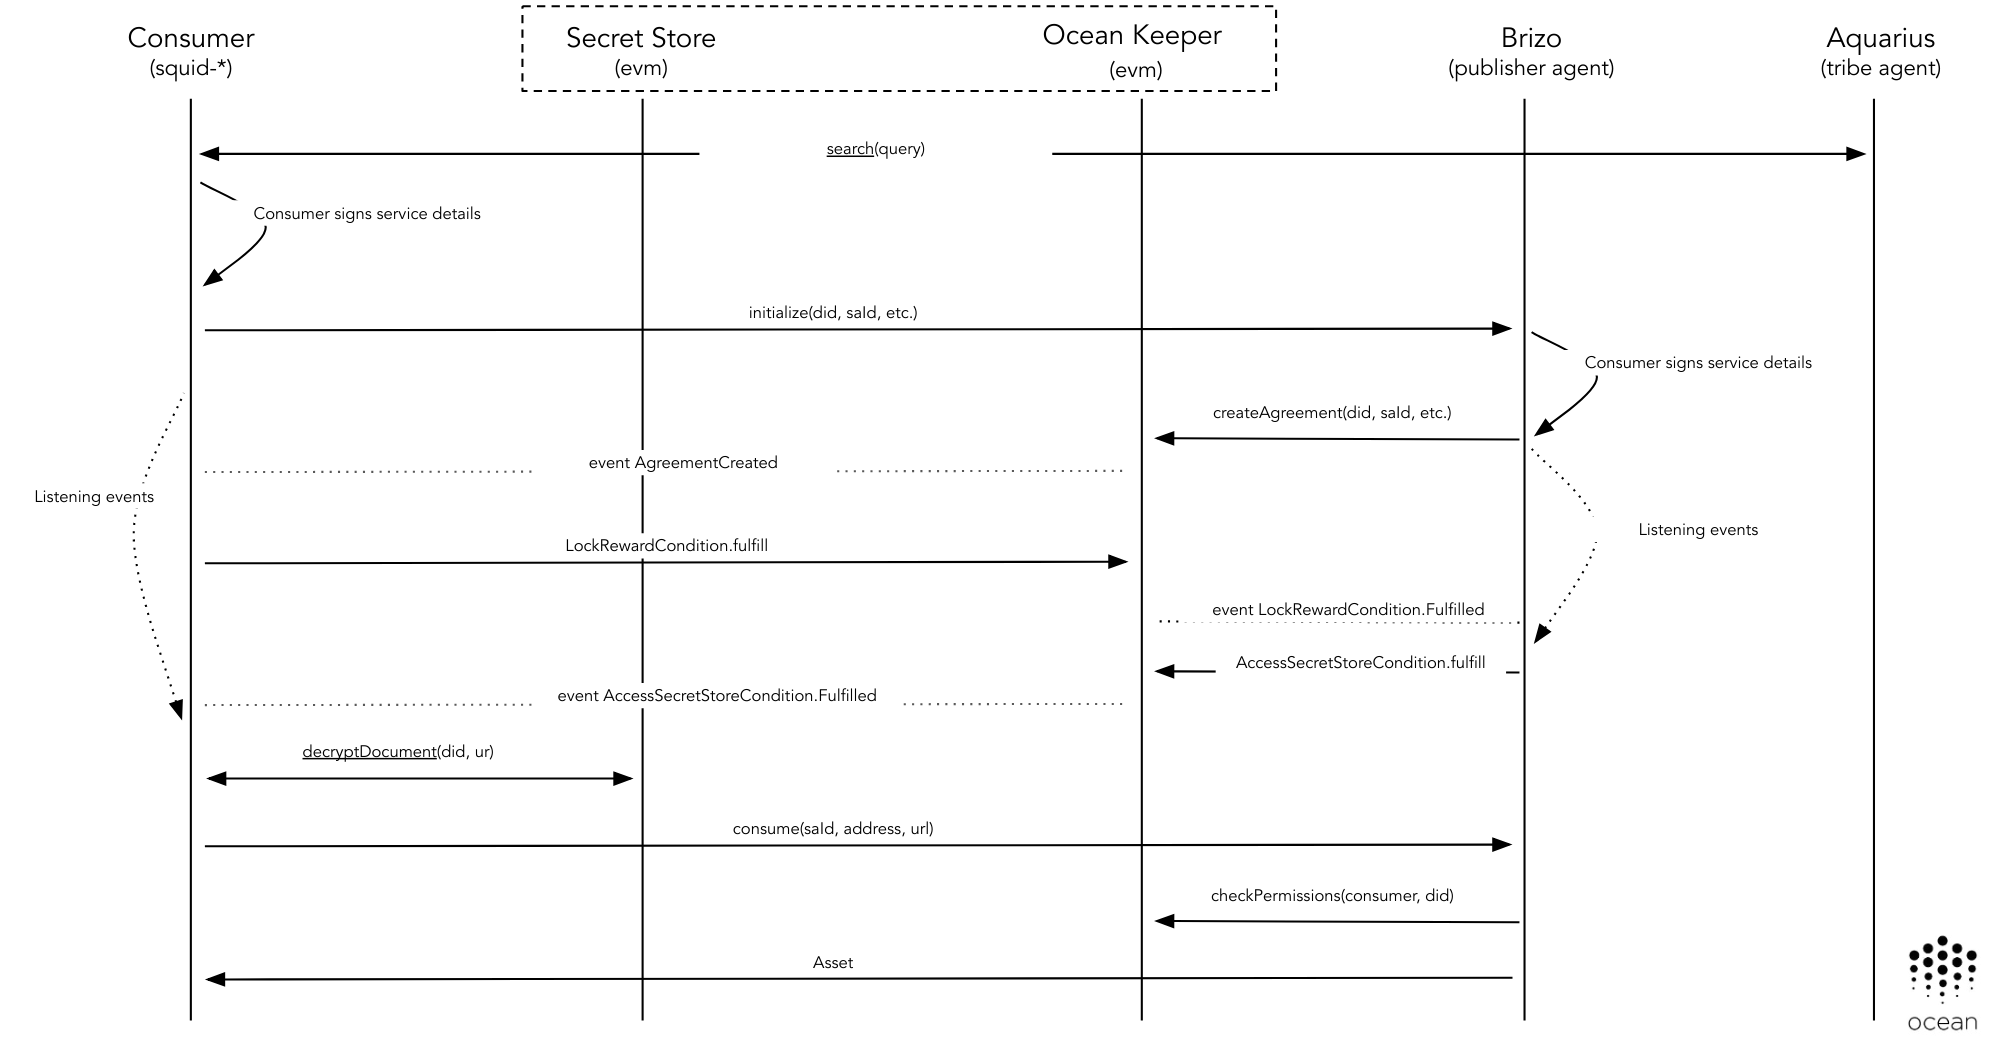 Consumer
(squid-*)
Secret Store
(evm)
Ocean Keeper
(evm)
Brizo
(publisher agent)
Aquarius
(tribe agent)
search(query)
Consumer signs service details
initialize(did, saId, etc.)
Consumer signs service details
createAgreement(did, saId, etc.)
event AgreementCreated
Listening events
Listening events
LockRewardCondition.fulfill
event LockRewardCondition.Fulfilled
AccessSecretStoreCondition.fulfill
event AccessSecretStoreCondition.Fulfilled
decryptDocument(did, ur)
consume(saId, address, url)
checkPermissions(consumer, did)
Asset
ocean